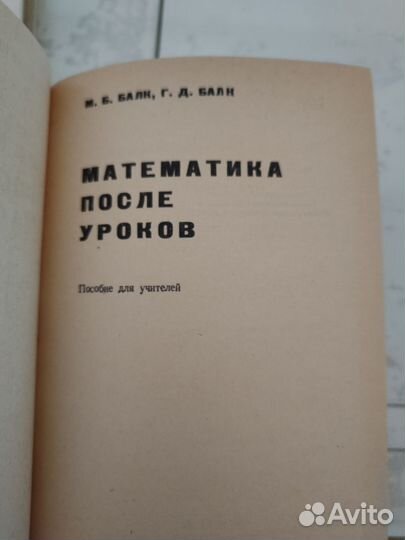 М. Б. БАЛК, Г. Д. БАЛК
МАТЕМАТИКА
ПОСЛЕ
УРОКОВ
Пособие для учителей
Avito